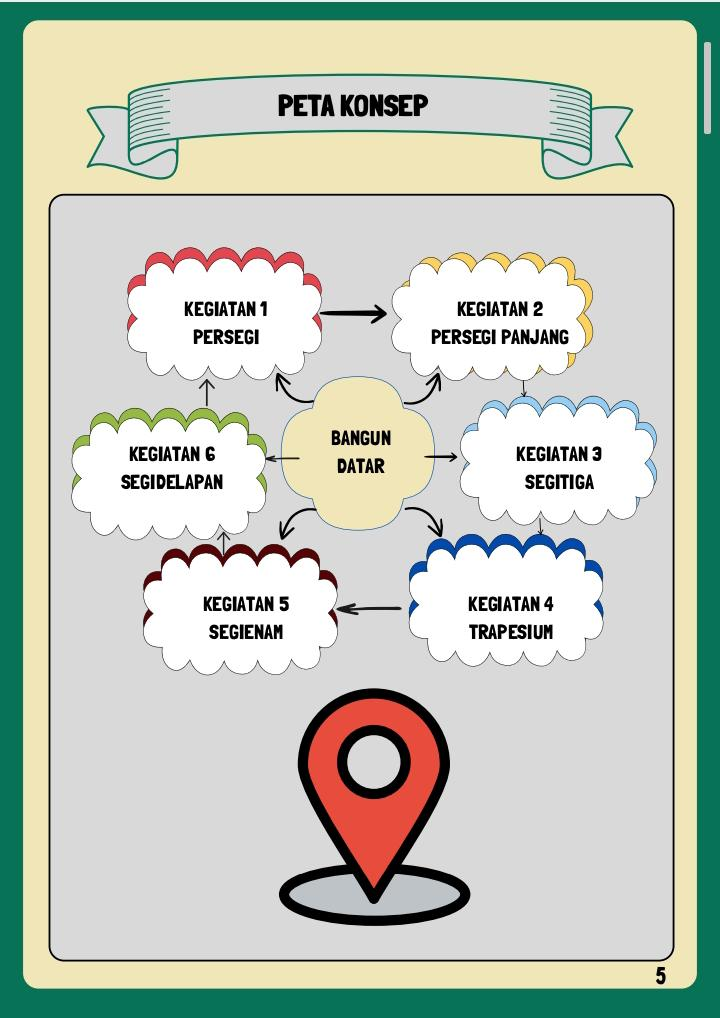 PETA KONSEP
KEGIATAN 1
PERSEGI
KEGIATAN 2
PERSEGI PANJANG
BANGUN
DATAR
KEGIATAN 6
SEGIDELAPAN
KEGIATAN 3
SEGITIGA
KEGIATAN 5
SEGIENAM
KEGIATAN 4
TRAPESIUM
5